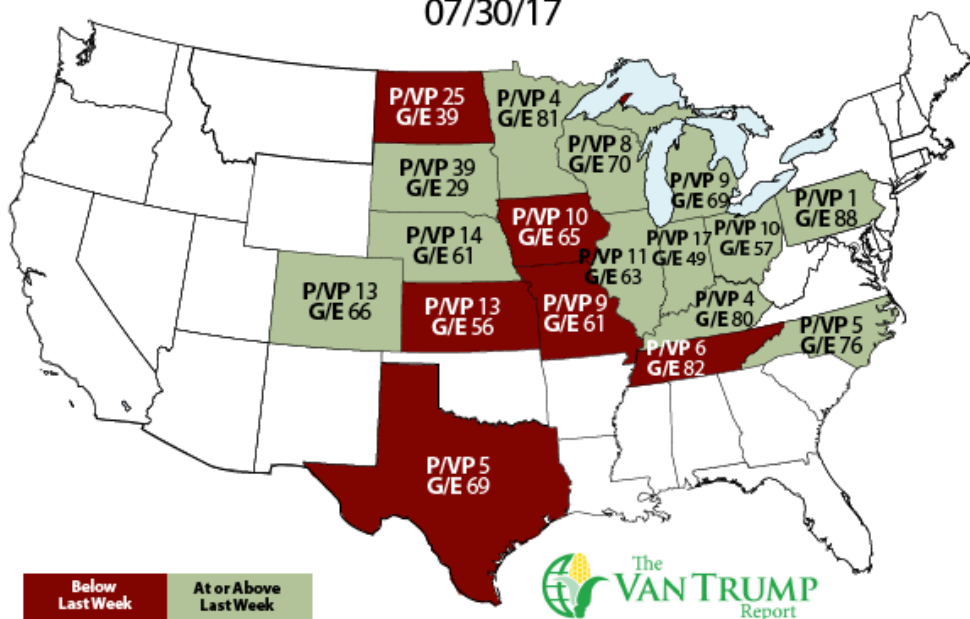 07/30/17
P/VP 25
G/E 39
P/VP 4
G/E 81
P/VP 8
G/E 70
P/VP 39
G/E 29
P/VP 9
G/E 69
P/VP 1
G/E 88
P/VP 10
G/E 65
P/VP 14
G/E 61
P/VP 11
G/E 63
P/VP 17
G/E 49
P/VP 10
G/E 57
P/VP 13
G/E 66
P/VP 13
G/E 56
P/VP 9
G/E 61
P/VP 4
G/E 80
P/VP 5
G/E 76
P/VP 6
G/E 82
P/VP 5
G/E 69
Below
Last Week
At or Above
Last Week
The
VAN TRUMP
Report